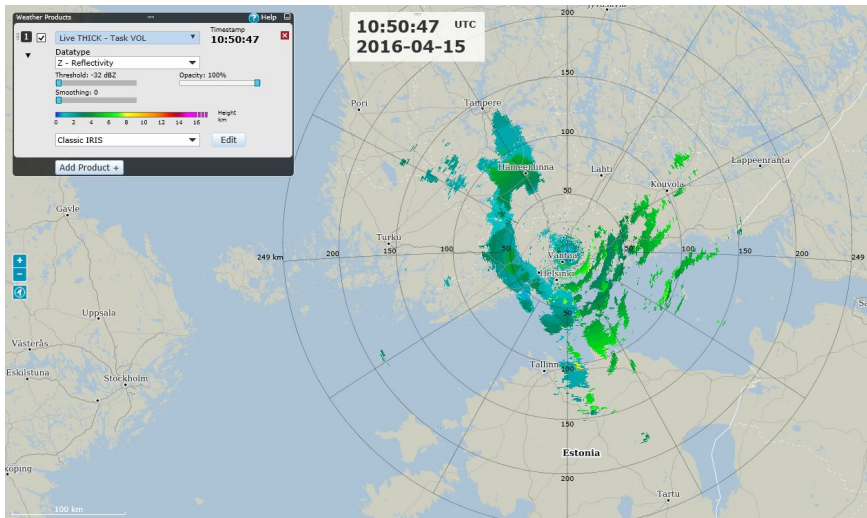 Weather Products
Help
1
Live THICK - Task VOL
Timestamp
10:50:47
Datatype
Z - Reflectivity
Threshold: -32 dBZ
Opacity: 100%
Smoothing: 0
0 2 4 6 8 10 12 14 16
Height
km
Classic IRIS
Edit
Add Product +
10:50:47 UTC
2016-04-15
200
150
Pori
Tampere
100
Hämeenlinna
Lahti
Lappeenranta
Kouvola
50
Gävle
Turku
249 km
150
100
50
50
100
150
200
249 km
Vantaa
Helsinki
50
Uppsala
Västerås
Eskilstuna
Stockholm
Tallinn
100
150
Estonia
200
Tartu
köping
100 km